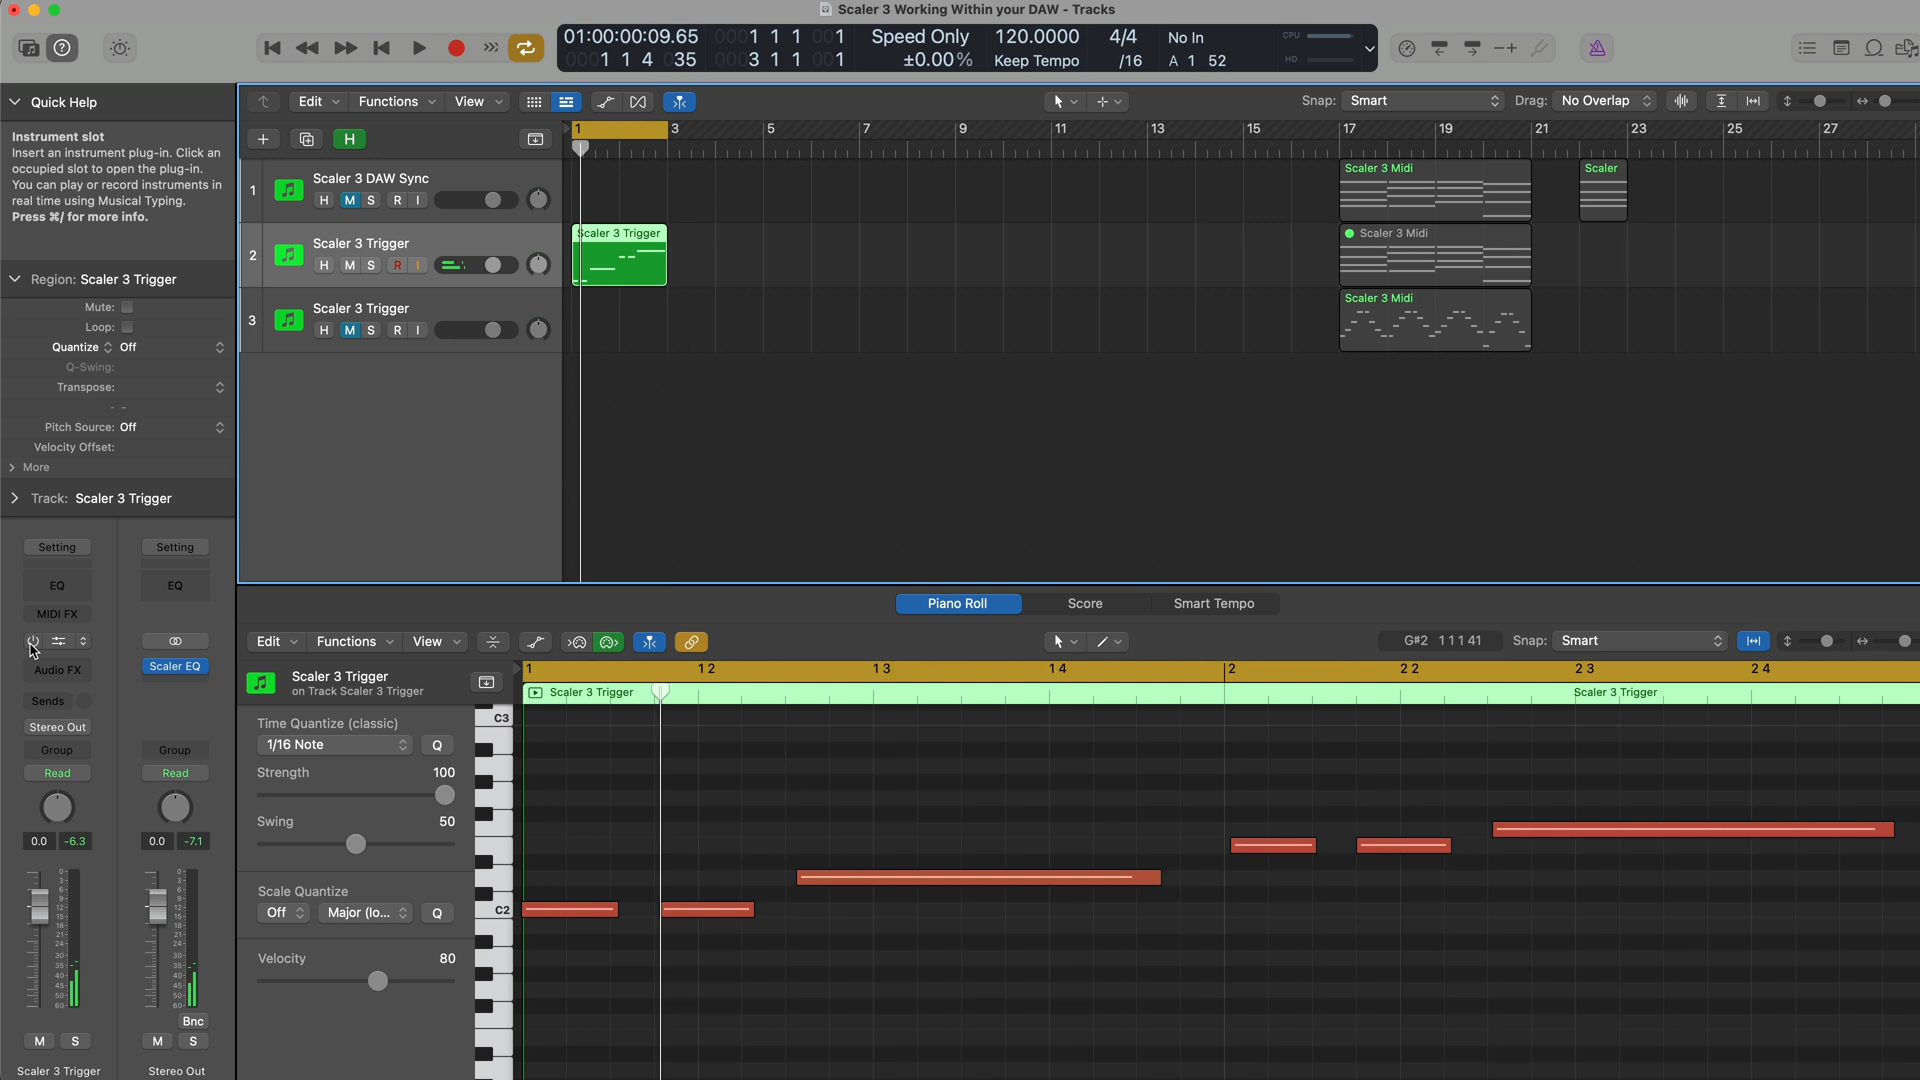 Scaler 3 Working Within your DAW - Tracks
01:00:00:09.65
0001 1 1 001
Speed Only
120.0000
4/4
No In
CPU
0001 1 4 035
0003 1 1 001
±0.00%
Keep Tempo
/16
A 1 52
HD
Quick Help
Edit
Functions
View
Snap: Smart
Drag: No Overlap
Instrument slot
Insert an instrument plug-in. Click an
occupied slot to open the plug-in.
You can play or record instruments in
real time using Musical Typing.
Press ⌘/ for more info.
H
1 3 5 7 9 11 13 15 17 19 21 23 25 27
1
Scaler 3 DAW Sync
H M S R I
Scaler 3 Midi
Scaler
2
Scaler 3 Trigger
H M S R I
Scaler 3 Trigger
Scaler 3 Midi
3
Scaler 3 Trigger
H M S R I
Scaler 3 Midi
Region: Scaler 3 Trigger
Mute:
Loop:
Quantize Off
Q-Swing:
Transpose:
- -
Pitch Source: Off
Velocity Offset:
More
Track: Scaler 3 Trigger
Setting
Setting
EQ
EQ
MIDI FX
Audio FX
Scaler EQ
Sends
Stereo Out
Group
Group
Read
Read
0.0 -6.3
0.0 -7.1
Bnc
M S
M S
Scaler 3 Trigger
Stereo Out
Piano Roll
Score
Smart Tempo
Edit
Functions
View
G#2 1 1 1 41
Snap: Smart
Scaler 3 Trigger
on Track Scaler 3 Trigger
1 1 2 1 3 1 4 2 2 2 2 3 2 4
Scaler 3 Trigger
Scaler 3 Trigger
Time Quantize (classic)
1/16 Note
Q
Strength 100
Swing 50
Scale Quantize
Off
Major (lo...
Q
Velocity 80
C3
C2